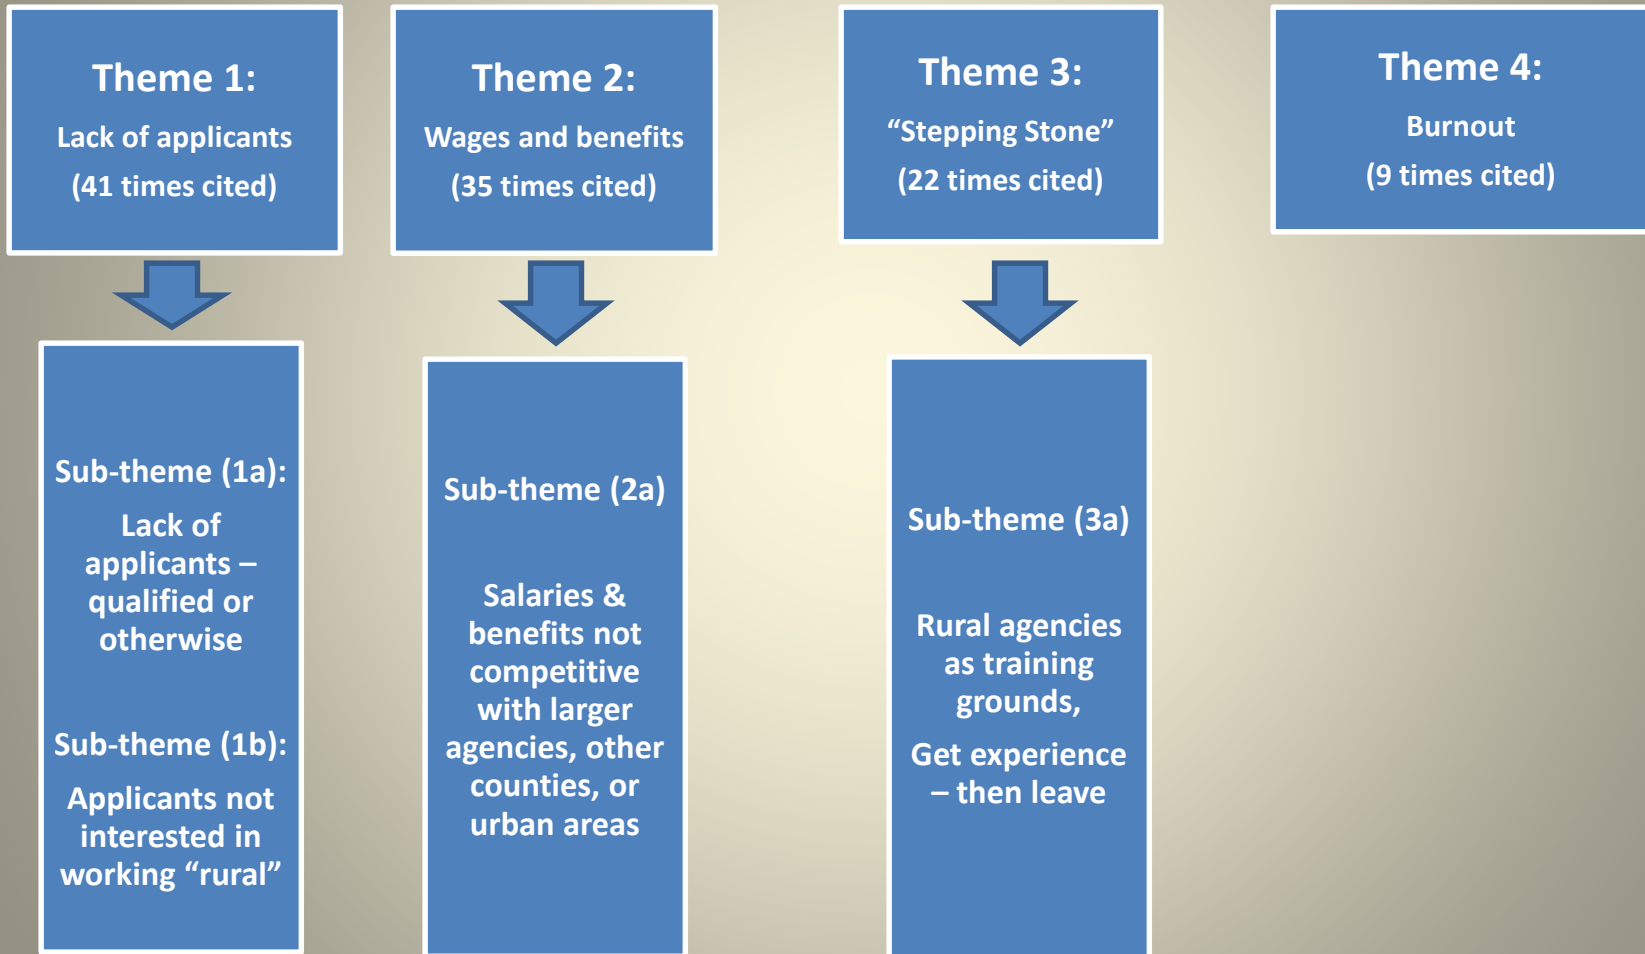 Theme 1:
Lack of applicants
(41 times cited)
Theme 2:
Wages and benefits
(35 times cited)
Theme 3:
“Stepping Stone”
(22 times cited)
Theme 4:
Burnout
(9 times cited)
Sub-theme (1a):
Lack of
applicants –
qualified or
otherwise
Sub-theme (1b):
Applicants not
interested in
working “rural”
Sub-theme (2a)
Salaries &
benefits not
competitive
with larger
agencies, other
counties, or
urban areas
Sub-theme (3a)
Rural agencies
as training
grounds,
Get experience
– then leave